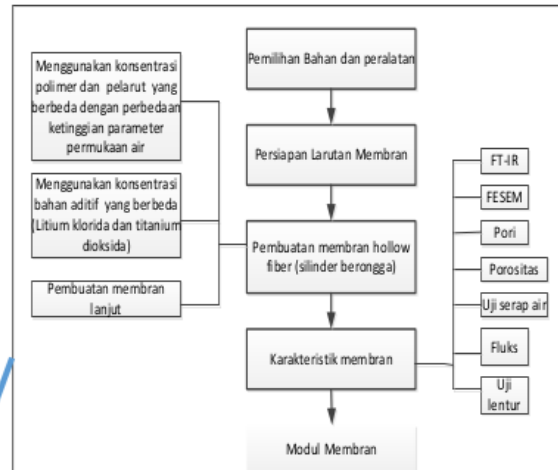 Pemilihan Bahan dan peralatan
Menggunakan konsentrasi
polimer dan pelarut yang
berbeda dengan perbedaan
ketinggian parameter
permukaan air
Persiapan Larutan Membran
Menggunakan konsentrasi
bahan aditif yang berbeda
(Litium klorida dan titanium
dioksida)
Pembuatan membran hollow
fiber (silinder berongga)
Pembuatan membran
lanjut
Karakteristik membran
FT-IR
FESEM
Pori
Porositas
Uji serap air
Fluks
Uji
lentur
Modul Membran